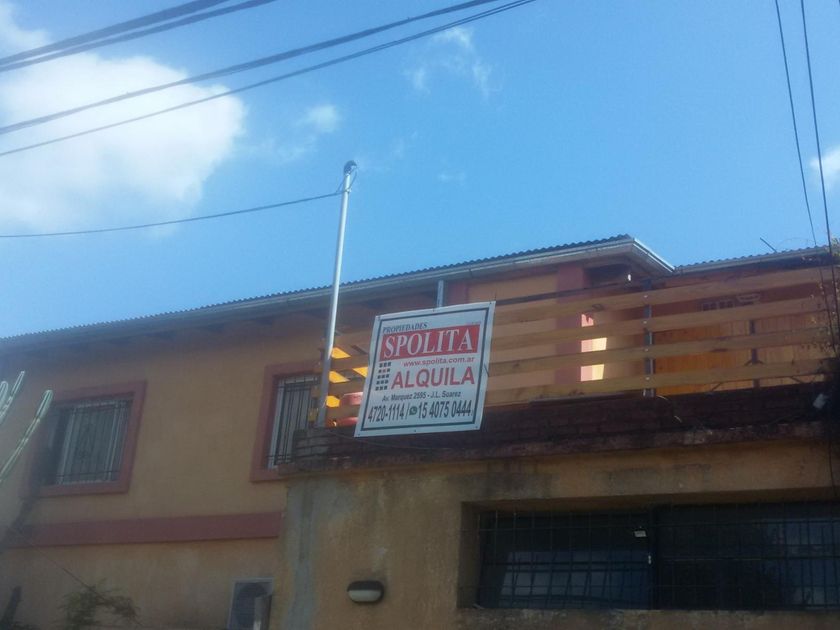 PROPIEDADES
SPOLITA
www.spolita.com.ar
ALQUILA
Av. Marquez 2595 - J.L. Suarez
4720-1114 / 15 4075 0444